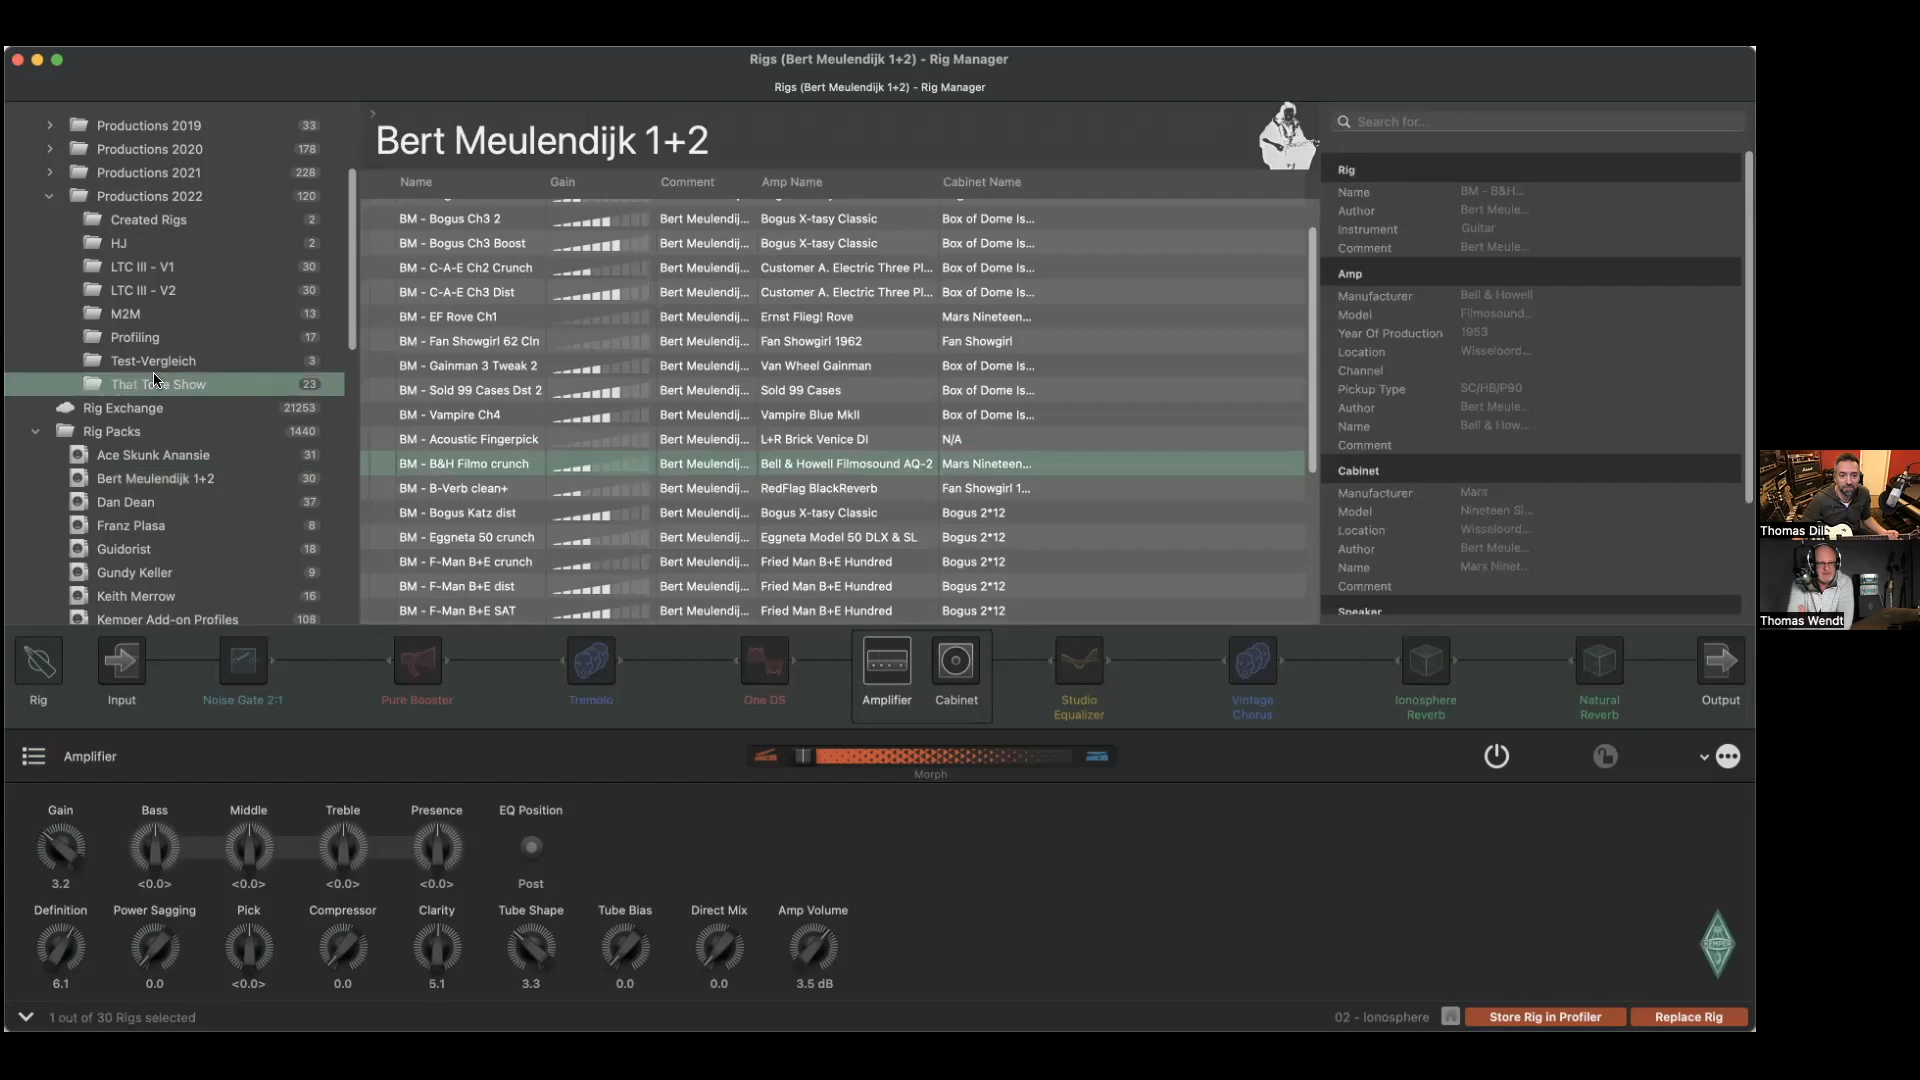 Rigs (Bert Meulendijk 1+2) - Rig Manager
Rigs (Bert Meulendijk 1+2) - Rig Manager
Productions 2019 33
Productions 2020 178
Productions 2021 228
Productions 2022 120
Created Rigs 2
HJ 2
LTC III - V1 30
LTC III - V2 30
M2M 13
Profiling 17
Test-Vergleich 3
That Tone Show 23
Rig Exchange 21253
Rig Packs 1440
Ace Skunk Anansie 31
Bert Meulendijk 1+2 30
Dan Dean 37
Franz Plasa 8
Guidorist 18
Gundy Keller 9
Keith Merrow 16
Kemper Add-on Profiles 108
Bert Meulendijk 1+2
Name Gain Comment Amp Name Cabinet Name
BM - Bogus Ch3 2 Bert Meulendij... Bogus X-tasy Classic Box of Dome Is...
BM - Bogus Ch3 Boost Bert Meulendij... Bogus X-tasy Classic Box of Dome Is...
BM - C-A-E Ch2 Crunch Bert Meulendij... Customer A. Electric Three Pl... Box of Dome Is...
BM - C-A-E Ch3 Dist Bert Meulendij... Customer A. Electric Three Pl... Box of Dome Is...
BM - EF Rove Ch1 Bert Meulendij... Ernst Flieg! Rove Mars Nineteen...
BM - Fan Showgirl 62 Cln Bert Meulendij... Fan Showgirl 1962 Fan Showgirl
BM - Gainman 3 Tweak 2 Bert Meulendij... Van Wheel Gainman Box of Dome Is...
BM - Sold 99 Cases Dst 2 Bert Meulendij... Sold 99 Cases Box of Dome Is...
BM - Vampire Ch4 Bert Meulendij... Vampire Blue MkII Box of Dome Is...
BM - Acoustic Fingerpick Bert Meulendij... L+R Brick Venice DI N/A
BM - B&H Filmo crunch Bert Meulendij... Bell & Howell Filmosound AQ-2 Mars Nineteen...
BM - B-Verb clean+ Bert Meulendij... RedFlag BlackReverb Fan Showgirl 1...
BM - Bogus Katz dist Bert Meulendij... Bogus X-tasy Classic Bogus 2*12
BM - Eggneta 50 crunch Bert Meulendij... Eggneta Model 50 DLX & SL Bogus 2*12
BM - F-Man B+E crunch Bert Meulendij... Fried Man B+E Hundred Bogus 2*12
BM - F-Man B+E dist Bert Meulendij... Fried Man B+E Hundred Bogus 2*12
BM - F-Man B+E SAT Bert Meulendij... Fried Man B+E Hundred Bogus 2*12
Search for...
Rig
Name BM - B&H...
Author Bert Meule...
Instrument Guitar
Comment Bert Meule...
Amp
Manufacturer Bell & Howell
Model Filmosound...
Year Of Production 1953
Location Wisseloord...
Channel
Pickup Type SC/HB/P90
Author Bert Meule...
Name Bell & How...
Comment
Cabinet
Manufacturer Mars
Model Nineteen Si...
Location Wisseloord...
Author Bert Meule...
Name Mars Ninet...
Comment
Speaker
Thomas Dill
Thomas Wendt
Rig Input Noise Gate 2:1 Pure Booster Tremolo One DS Amplifier Cabinet Studio Equalizer Vintage Chorus Ionosphere Reverb Natural Reverb Output
Amplifier
Morph
Gain Bass Middle Treble Presence EQ Position
3.2 <0.0> <0.0> <0.0> <0.0> Post
Definition Power Sagging Pick Compressor Clarity Tube Shape Tube Bias Direct Mix Amp Volume
6.1 0.0 <0.0> 0.0 5.1 3.3 0.0 0.0 3.5 dB
KEMPER
1 out of 30 Rigs selected
02 - Ionosphere
Store Rig in Profiler
Replace Rig